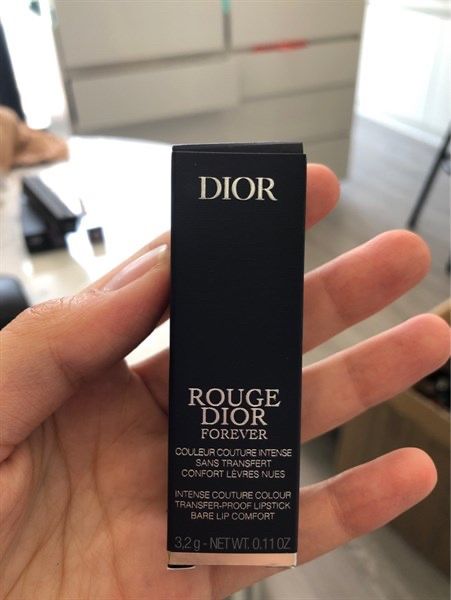 DIOR
ROUGE
DIOR
FOREVER
COULEUR COUTURE INTENSE
SANS TRANSFERT
CONFORT LÈVRES NUES
INTENSE COUTURE COLOUR
TRANSFER-PROOF LIPSTICK
BARE LIP COMFORT
3,2 g - NET WT. 0.11 OZ